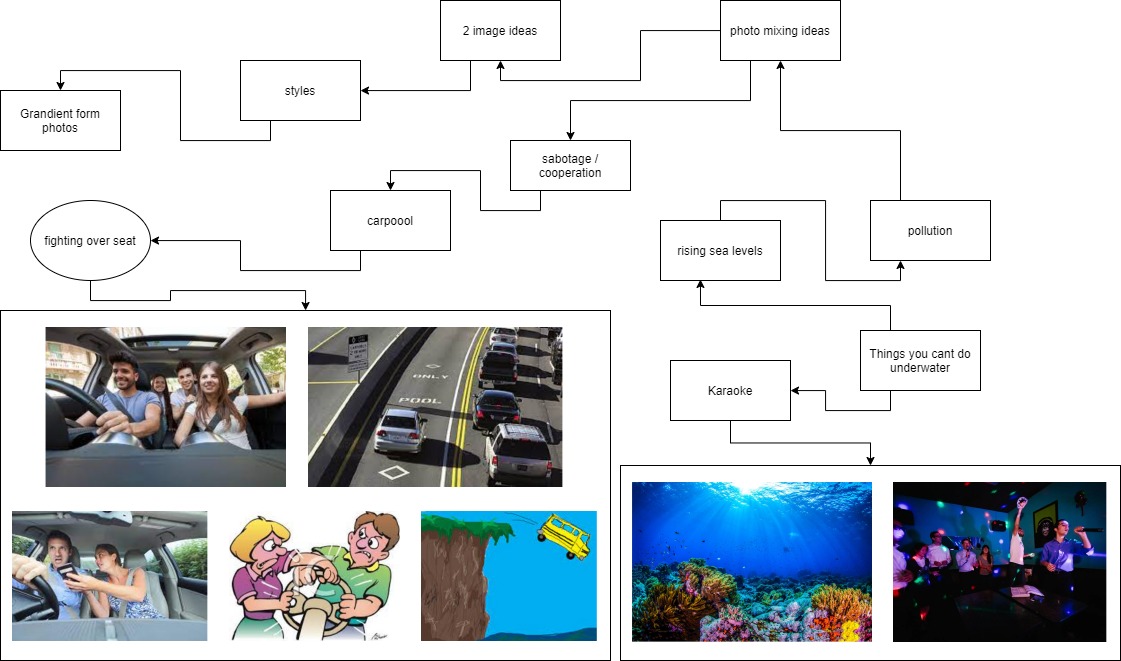 2 image ideas
photo mixing ideas
styles
Grandient form
photos
sabotage /
cooperation
carpoool
fighting over seat
rising sea levels
pollution
Things you cant do
underwater
Karaoke
ONLY
POOL